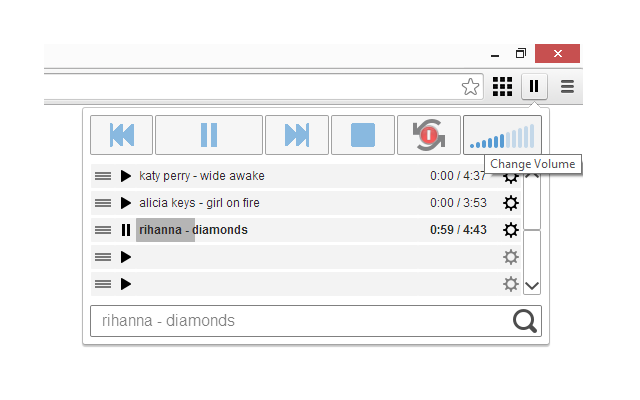 Change Volume
katy perry - wide awake 0:00 / 4:37
alicia keys - girl on fire 0:00 / 3:53
rihanna - diamonds 0:59 / 4:43
rihanna - diamonds